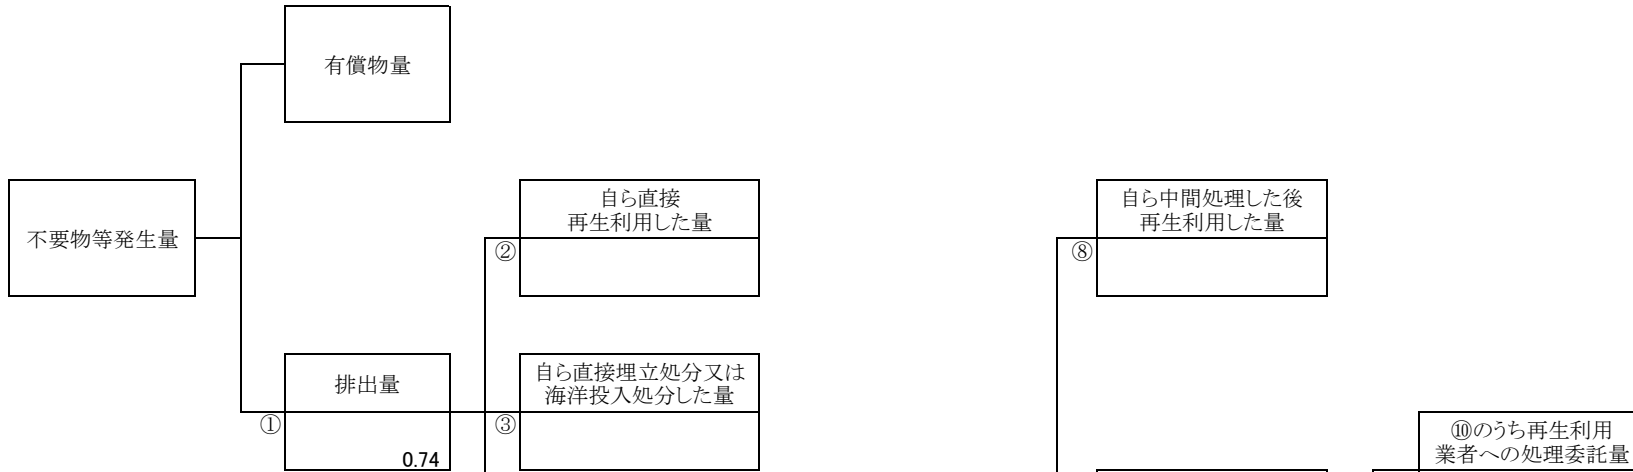 有償物量
不要物等発生量
自ら直接
再生利用した量
②
自ら中間処理した後
再生利用した量
⑧
排出量
①
0.74
自ら直接埋立処分又は
海洋投入処分した量
③
⑩のうち再生利用
業者への処理委託量